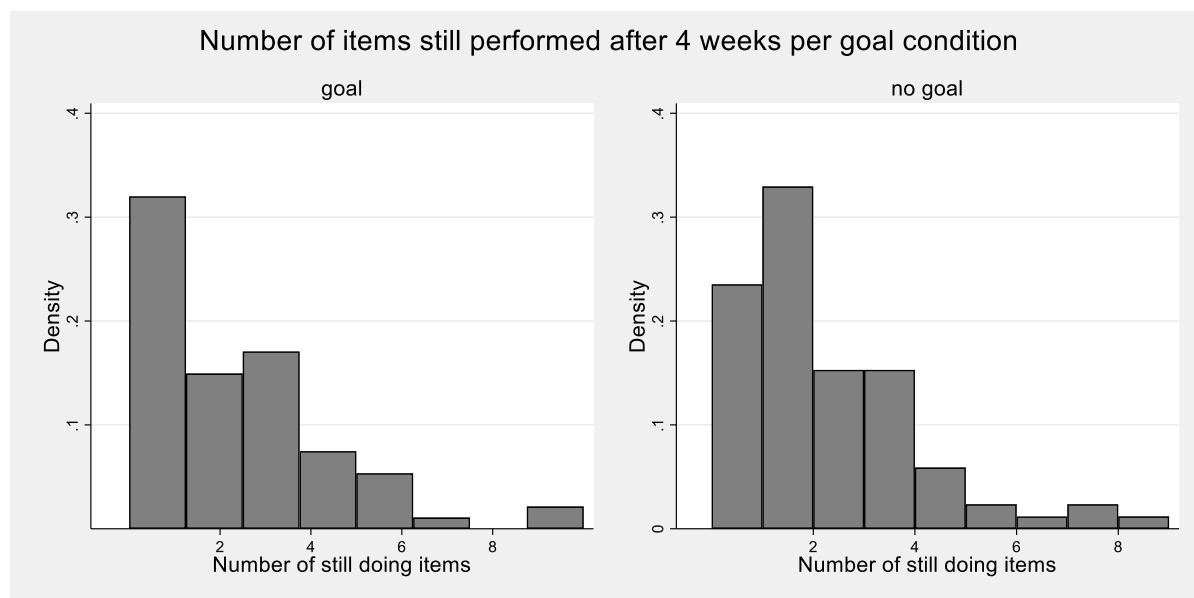 Number of items still performed after 4 weeks per goal condition
goal
.4
.3
.2
.1
Density
2 4 6 8
Number of still doing items
no goal
.4
.3
.2
.1
0
Density
2 4 6 8
Number of still doing items